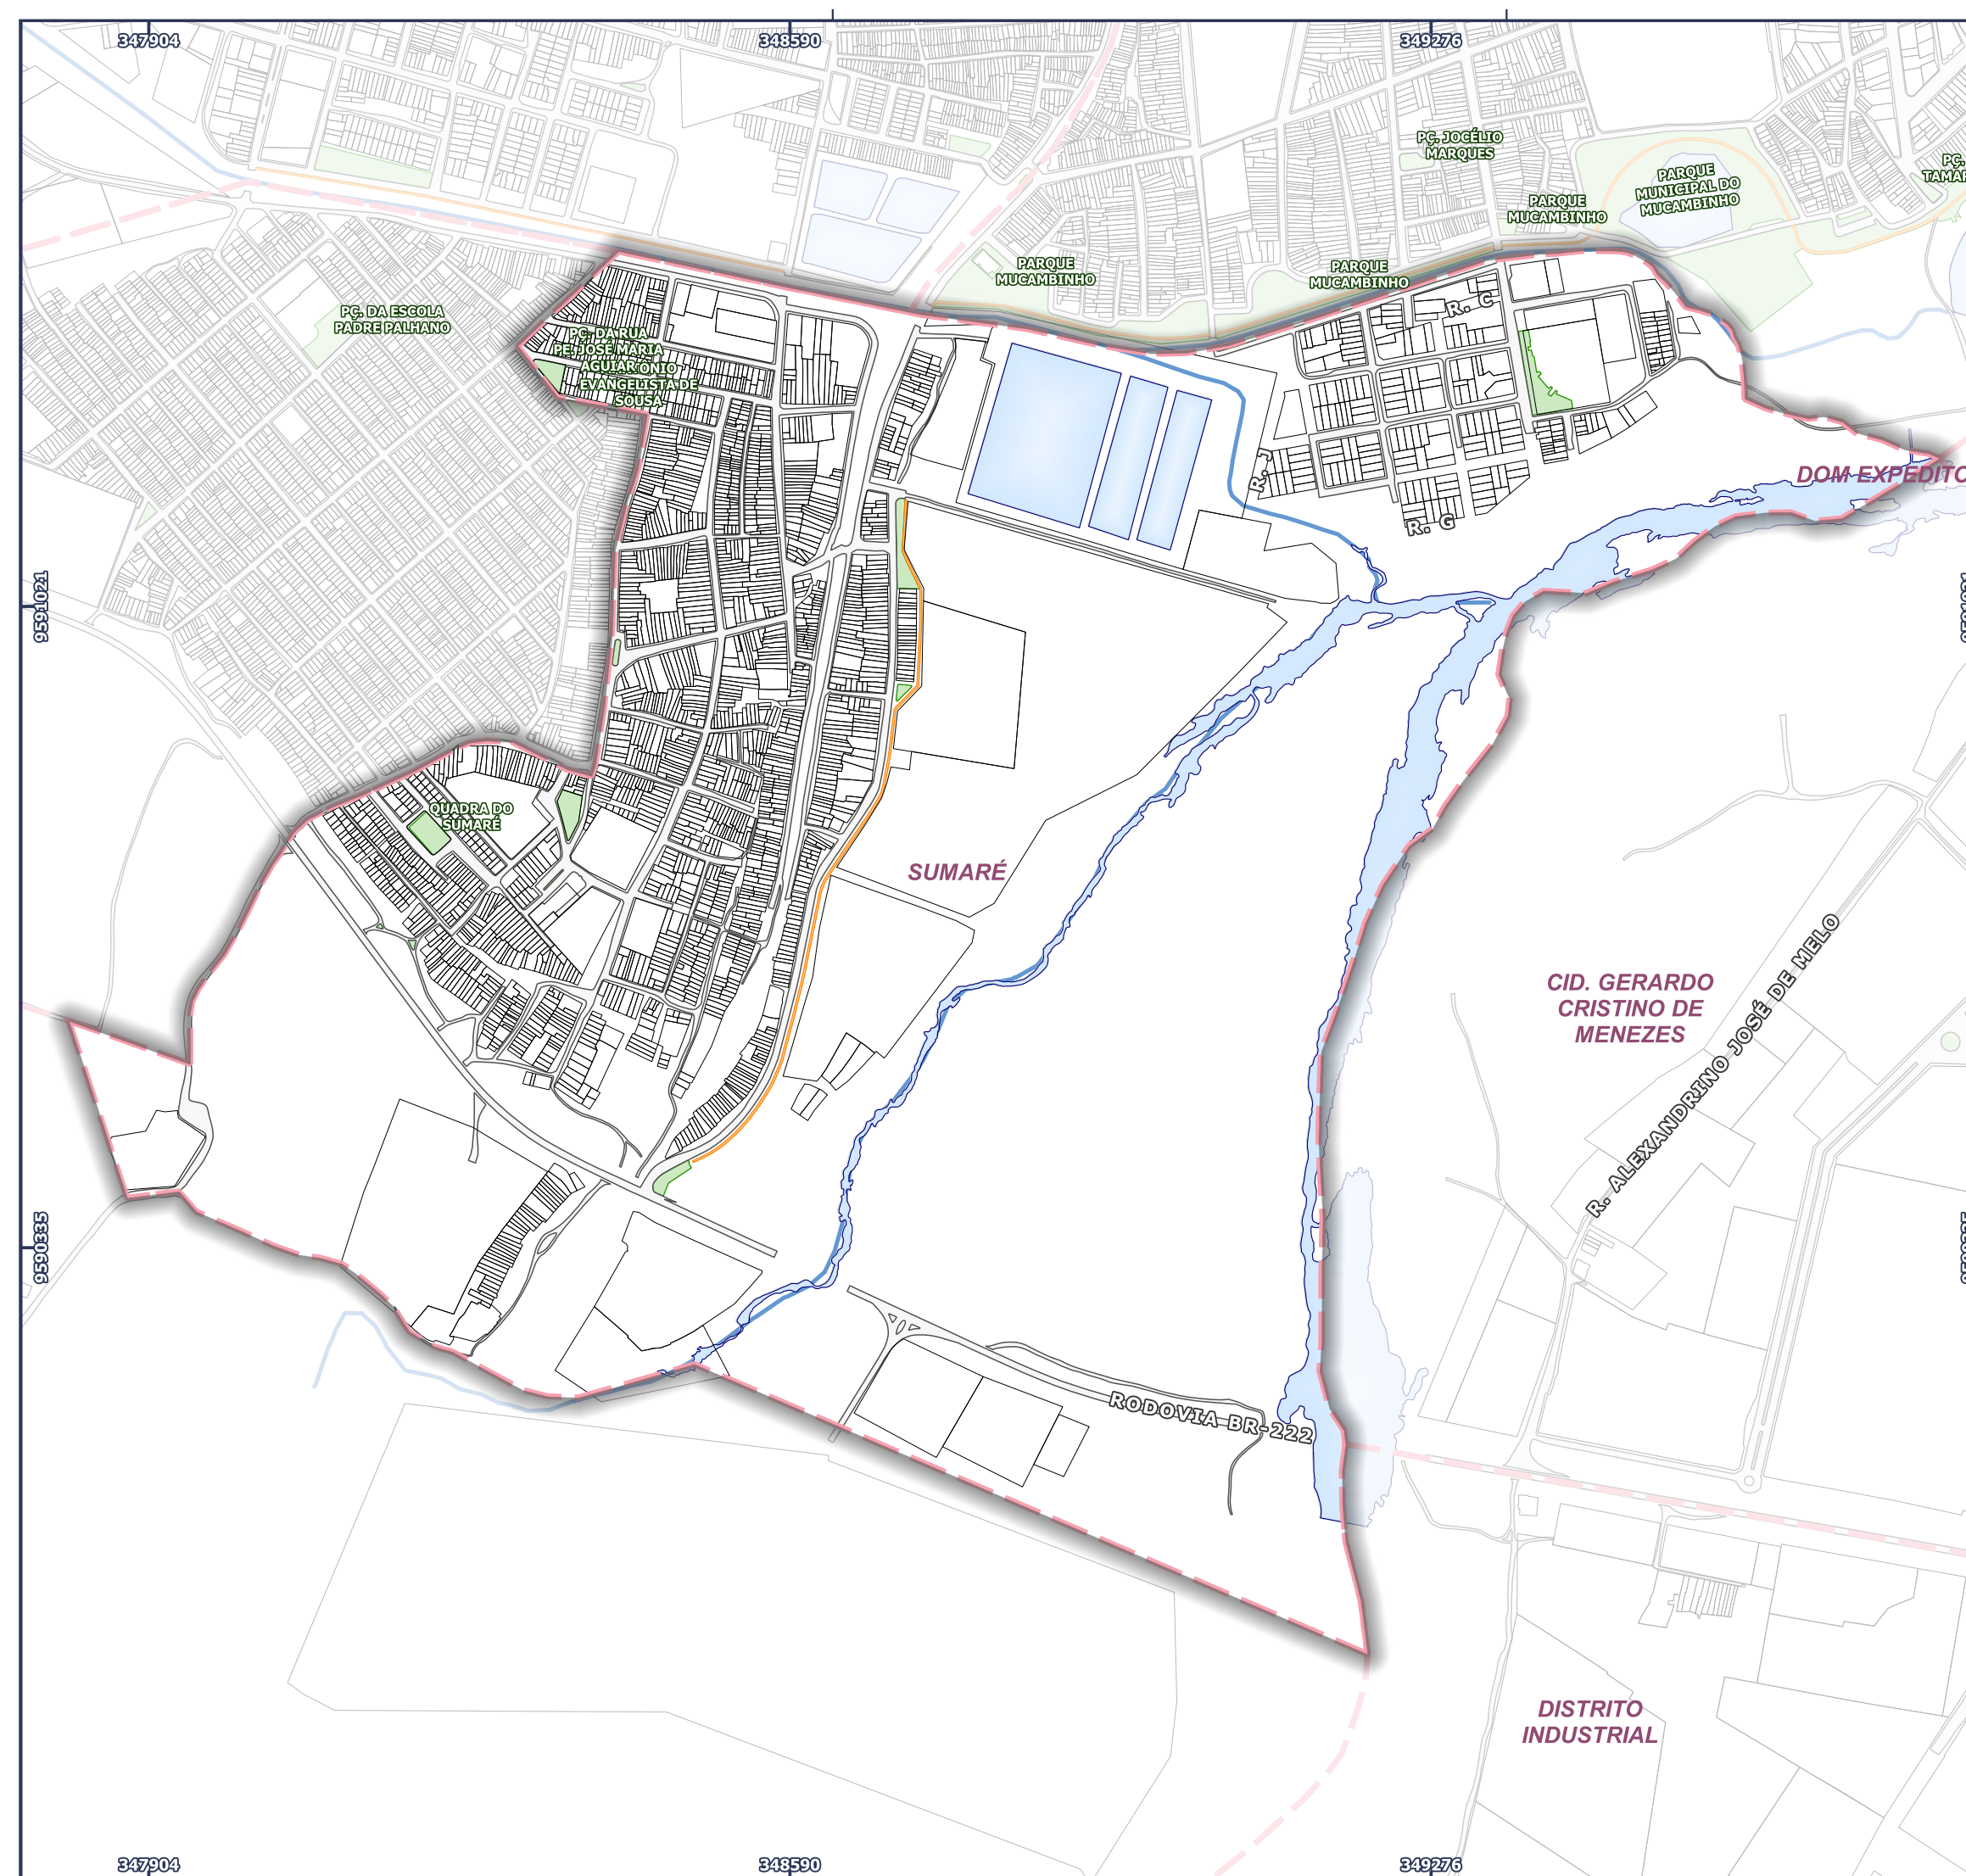 347904
348590
349276
PÇ. JOCÉLIO
MARQUES
PARQUE
MUNICIPAL DO
MUCAMBINHO
PÇ.
PARQUE
MUCAMBINHO
PARQUE
MUCAMBINHO
PARQUE
MUCAMBINHO
PÇ. DA ESCOLA
PADRE PALHANO
PÇ. DA RUA
PE. JOSÉ MARIA
AGUIAR
EVANGELISTA DE
SOUSA
R. C
R. J
R. G
DOM EXPEDITO
9591021
QUADRA DO
SUMARÉ
SUMARÉ
CID. GERARDO
CRISTINO DE
MENEZES
R. ALEXANDRINO JOSÉ DE MELO
9590335
RODOVIA BR-222
DISTRITO
INDUSTRIAL
347904
348590
349276